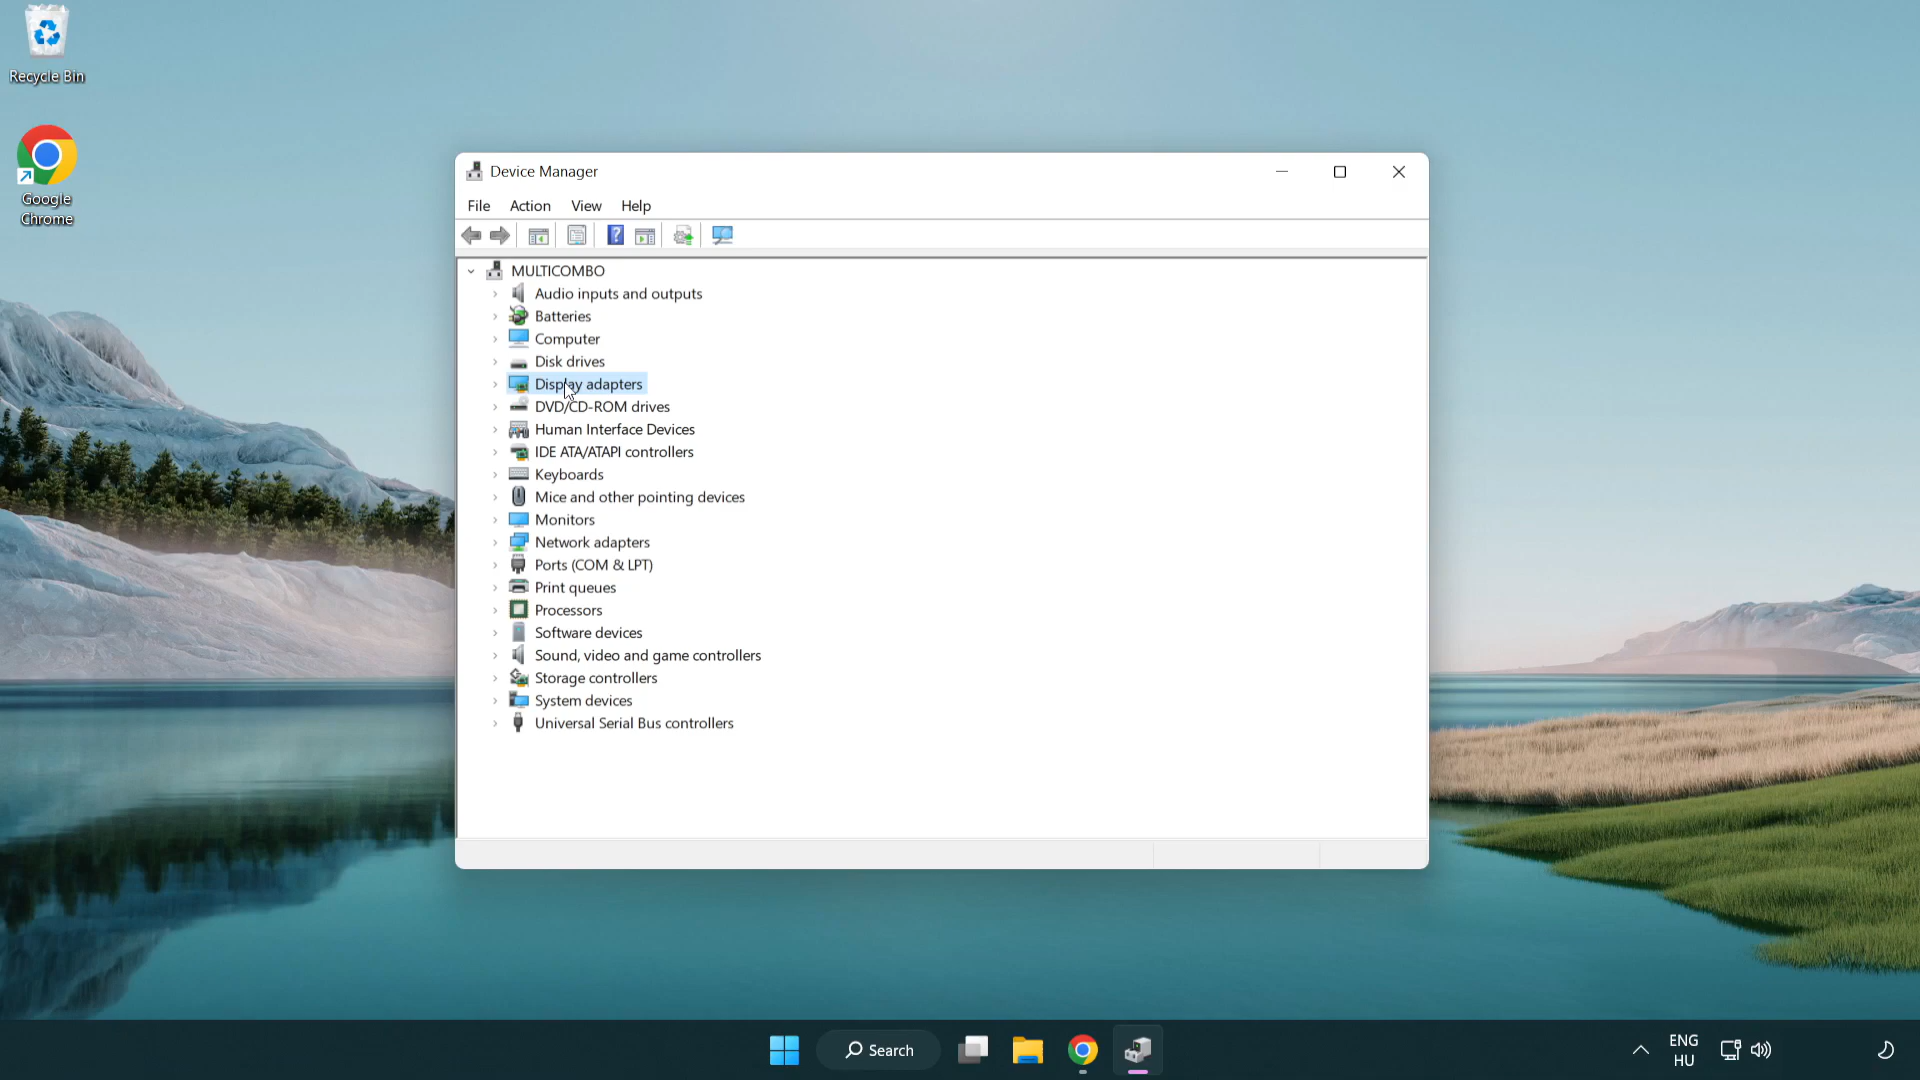 Recycle Bin
Google
Chrome
Device Manager
File Action View Help
MULTICOMBO
Audio inputs and outputs
Batteries
Computer
Disk drives
Display adapters
DVD/CD-ROM drives
Human Interface Devices
IDE ATA/ATAPI controllers
Keyboards
Mice and other pointing devices
Monitors
Network adapters
Ports (COM & LPT)
Print queues
Processors
Software devices
Sound, video and game controllers
Storage controllers
System devices
Universal Serial Bus controllers
Search
ENG
HU